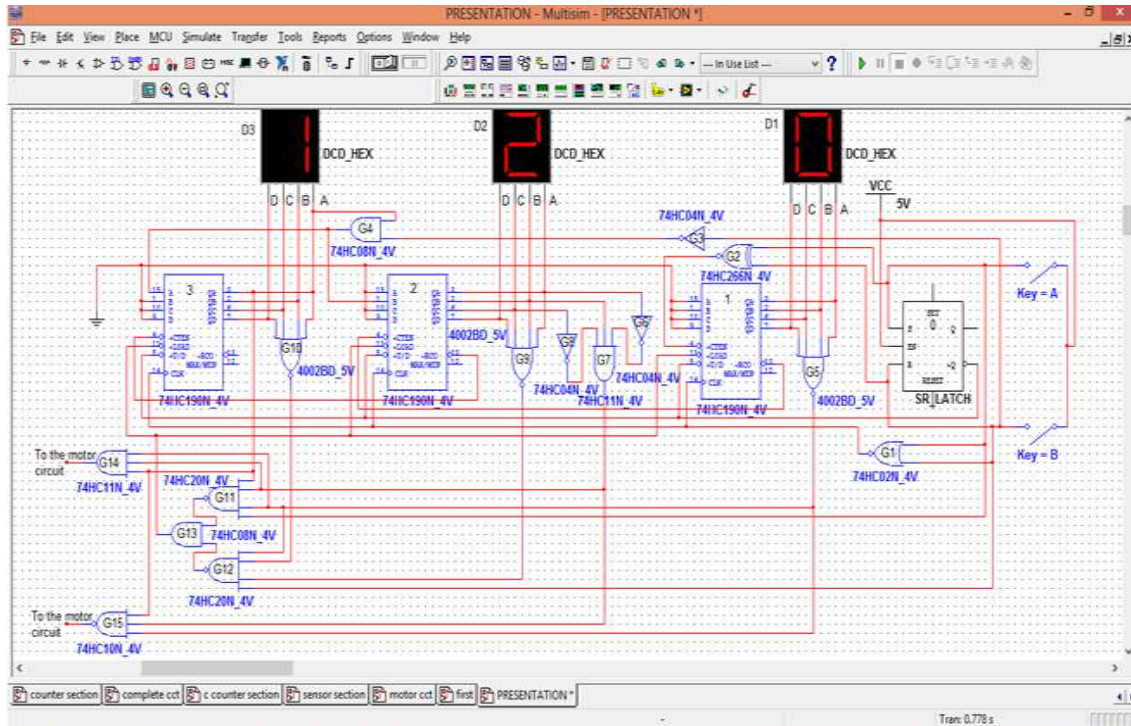 PRESENTATION - Multisim - [PRESENTATION *]
File Edit View Place MCU Simulate Transfer Tools Reports Options Window Help
--- In Use List ---
D3
DCD_HEX
D2
DCD_HEX
D1
DCD_HEX
D C B A
D C B A
D C B A
VCC
5V
G4
74HC08N_4V
74HC04N_4V
G3
G2
74HC266N_4V
Key = A
3
74HC190N_4V
2
74HC190N_4V
1
74HC190N_4V
G10
4002BD_5V
4002BD_5V
G9
G8
74HC04N_4V
G7
74HC11N_4V
G6
74HC04N_4V
G5
4002BD_5V
SET
S
Q
EN
R
RESET
SR_LATCH
Key = B
G1
74HC02N_4V
To the motor
circuit
G14
74HC11N_4V
74HC20N_4V
G11
G13
74HC08N_4V
G12
74HC20N_4V
To the motor
circuit
G15
74HC10N_4V
counter section
complete cct
c counter section
sensor section
motor cct
first
PRESENTATION *
Tran: 0.778 s